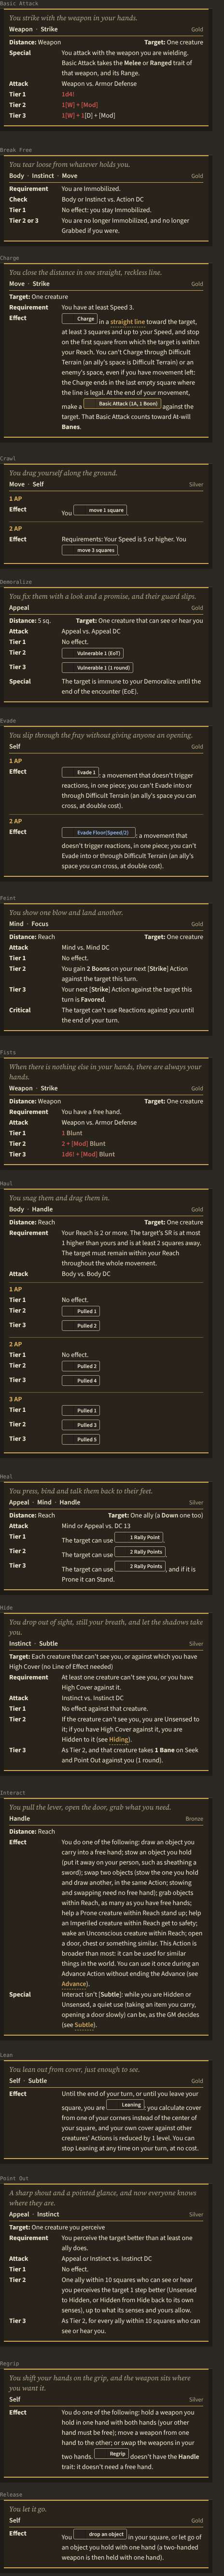 Basic Attack
You strike with the weapon in your hands.
Weapon · Strike Gold
Distance: Weapon Target: One creature
Special You attack with the weapon you are wielding.
Basic Attack takes the Melee or Ranged trait of
that weapon, and its Range.
Attack Weapon vs. Armor Defense
Tier 1 1d4!
Tier 2 1[W] + [Mod]
Tier 3 1[W] + 1[D] + [Mod]
Break Free
You tear loose from whatever holds you.
Body · Instinct · Move Gold
Requirement You are Immobilized.
Check Body or Instinct vs. Action DC
Tier 1 No effect: you stay Immobilized.
Tier 2 or 3 You are no longer Immobilized, and no longer
Grabbed if you were.
Charge
You close the distance in one straight, reckless line.
Move · Strike Gold
Target: One creature
Requirement You have at least Speed 3.
Effect Charge in a straight line toward the target,
at least 3 squares and up to your Speed, and stop
on the first square from which the target is within
your Reach. You can't Charge through Difficult
Terrain (an ally's space is Difficult Terrain) or an
enemy's space, even if you have movement left:
the Charge ends in the last empty square where
the line is legal. At the end of your movement,
make a Basic Attack (1A, 1 Boon) against the
target. That Basic Attack counts toward At-will
Banes.
Crawl
You drag yourself along the ground.
Move · Self Silver
1 AP
Effect You move 1 square.
2 AP
Effect Requirements: Your Speed is 5 or higher. You
move 3 squares.
Demoralize
You fix them with a look and a promise, and their guard slips.
Appeal Gold
Distance: 5 sq. Target: One creature that can see or hear you
Attack Appeal vs. Appeal DC
Tier 1 No effect.
Tier 2 Vulnerable 1 (EoT)
Tier 3 Vulnerable 1 (1 round)
Special The target is immune to your Demoralize until the
end of the encounter (EoE).
Evade
You slip through the fray without giving anyone an opening.
Self Gold
1 AP
Effect Evade 1: a movement that doesn't trigger
reactions, in one piece; you can't Evade into or
through Difficult Terrain (an ally's space you can
cross, at double cost).
2 AP
Effect Evade Floor(Speed/2): a movement that
doesn't trigger reactions, in one piece; you can't
Evade into or through Difficult Terrain (an ally's
space you can cross, at double cost).
Feint
You show one blow and land another.
Mind · Focus Gold
Distance: Reach Target: One creature
Attack Mind vs. Mind DC
Tier 1 No effect.
Tier 2 You gain 2 Boons on your next [Strike] Action
against the target this turn.
Tier 3 Your next [Strike] Action against the target this
turn is Favored.
Critical The target can't use Reactions against you until
the end of your turn.
Fists
When there is nothing else in your hands, there are always your
hands.
Weapon · Strike Gold
Distance: Weapon Target: One creature
Requirement You have a free hand.
Attack Weapon vs. Armor Defense
Tier 1 1 Blunt
Tier 2 2 + [Mod] Blunt
Tier 3 1d6! + [Mod] Blunt
Haul
You snag them and drag them in.
Body · Handle Gold
Distance: Reach Target: One creature
Requirement Your Reach is 2 or more. The target's SR is at most
1 higher than yours and is at least 2 squares away.
The target must remain within your Reach
throughout the whole movement.
Attack Body vs. Body DC
1 AP
Tier 1 No effect.
Tier 2 Pulled 1
Tier 3 Pulled 2
2 AP
Tier 1 No effect.
Tier 2 Pulled 2
Tier 3 Pulled 4
3 AP
Tier 1 Pulled 1
Tier 2 Pulled 3
Tier 3 Pulled 5
Heal
You press, bind and talk them back to their feet.
Appeal · Mind · Handle Silver
Distance: Reach Target: One ally (a Down one too)
Attack Mind or Appeal vs. DC 13
Tier 1 The target can use 1 Rally Point
Tier 2 The target can use 2 Rally Points
Tier 3 The target can use 2 Rally Points, and if it is
Prone it can Stand.
Hide
You drop out of sight, still your breath, and let the shadows take
you.
Instinct · Subtle Silver
Target: Each creature that can't see you, or against which you have
High Cover (no Line of Effect needed)
Requirement At least one creature can't see you, or you have
High Cover against it.
Attack Instinct vs. Instinct DC
Tier 1 No effect against that creature.
Tier 2 If the creature can't see you, you are Unsensed to
it; if you have High Cover against it, you are
Hidden to it (see Hiding).
Tier 3 As Tier 2, and that creature takes 1 Bane on Seek
and Point Out against you (1 round).
Interact
You pull the lever, open the door, grab what you need.
Handle Bronze
Distance: Reach
Effect You do one of the following: draw an object you
carry into a free hand; stow an object you hold
(put it away on your person, such as sheathing a
sword); swap two objects (stow the one you hold
and draw another, in the same Action; stowing
and swapping need no free hand); grab objects
within Reach, as many as you have free hands;
help a Prone creature within Reach stand up; help
an Imperiled creature within Reach get to safety;
wake an Unconscious creature within Reach; open
a door, chest or something similar. This Action is
broader than most: it can be used for similar
things in the world. You can use it once during an
Advance Action without ending the Advance (see
Advance).
Special Interact isn't [Subtle]: while you are Hidden or
Unsensed, a quiet use (taking an item you carry,
opening a door slowly) can be, as the GM decides
(see Subtle).
Lean
You lean out from cover, just enough to see.
Self · Subtle Gold
Effect Until the end of your turn, or until you leave your
square, you are Leaning: you calculate cover
from one of your corners instead of the center of
your square, and your own cover against other
creatures' Actions is reduced by 1 level. You can
stop Leaning at any time on your turn, at no cost.
Point Out
A sharp shout and a pointed glance, and now everyone knows
where they are.
Appeal · Instinct Silver
Target: One creature you perceive
Requirement You perceive the target better than at least one
ally does.
Attack Appeal or Instinct vs. Instinct DC
Tier 1 No effect.
Tier 2 One ally within 10 squares who can see or hear
you perceives the target 1 step better (Unsensed
to Hidden, or Hidden from Hide back to its own
senses), up to what its senses and yours allow.
Tier 3 As Tier 2, for every ally within 10 squares who can
see or hear you.
Regrip
You shift your hands on the grip, and the weapon sits where
you want it.
Self Silver
Effect You do one of the following: hold a weapon you
hold in one hand with both hands (your other
hand must be free); move a weapon from one
hand to the other; or swap the weapons in your
two hands. Regrip doesn't have the Handle
trait: it doesn't need a free hand.
Release
You let it go.
Self Gold
Effect You drop an object in your square, or let go of
an object you hold with one hand (a two-handed
weapon is then held with one hand).